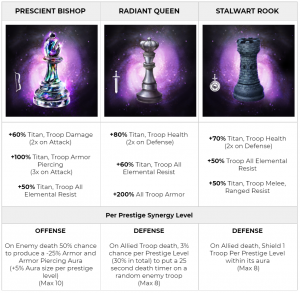 PRESCIENT BISHOP
RADIANT QUEEN
STALWART ROOK
+60% Titan, Troop Damage
(2x on Attack)
+100% Titan, Troop Armor
Piercing
(3x on Attack)
+50% Titan, Troop All
Elemental Resist
+80% Titan, Troop Health
(2x on Defense)
+60% Titan, Troop All
Elemental Resist
+200% All Troop Armor
+70% Titan, Troop Health
(2x on Defense)
+50% Troop All Elemental
Resist
+50% Titan, Troop Melee,
Ranged Resist
Per Prestige Synergy Level
OFFENSE
DEFENSE
DEFENSE
On Enemy death 50% chance
to produce a -25% Armor and
Armor Piercing Aura
(+5% Aura size per prestige
level)
(Max 10)
On Allied Troop death, 3%
chance per Prestige Level
(30% in total) to put a 25
second death timer on a
random enemy troop
(Max 8)
On Allied death, Shield 1
Troop Per Prestige Level
within its aura
(Max 8)